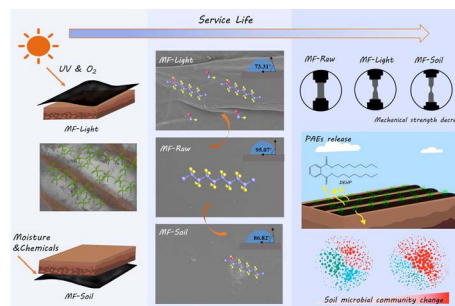 Service Life
UV & O₂
MF-Light
Moisture
&Chemicals
MF-Soil
MF-Light
73.31°
MF-Raw
95.07°
MF-Soil
86.82°
MF-Raw MF-Light MF-Soil
Mechanical strength decre
PAEs release
DEHP
Soil microbial community change